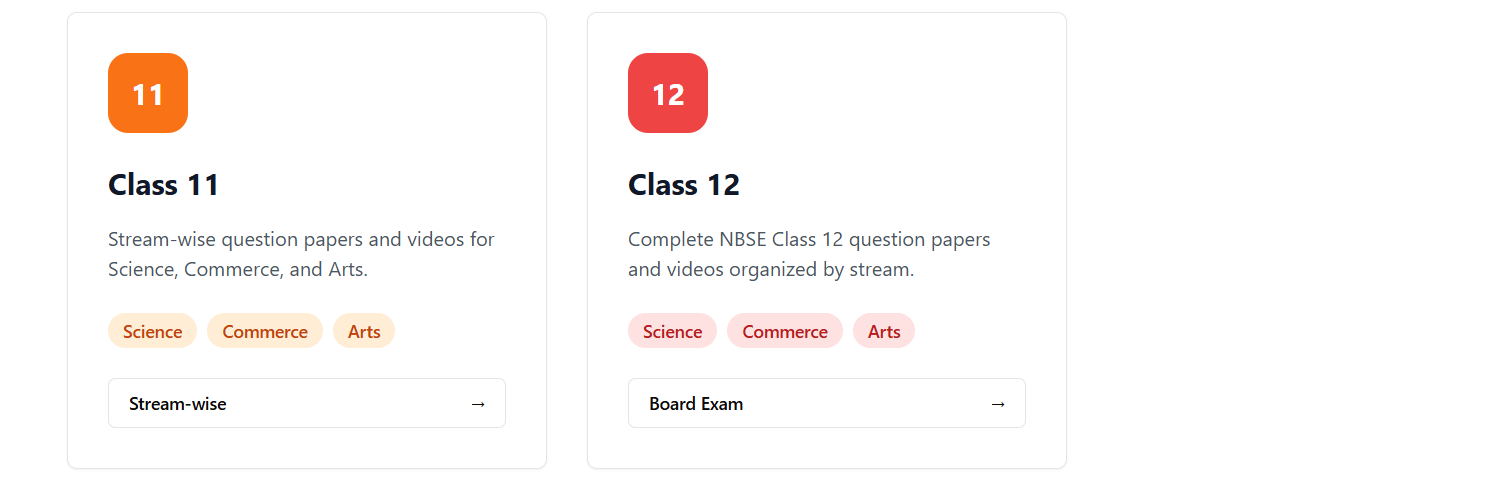 11
Class 11
Stream-wise question papers and videos for
Science, Commerce, and Arts.
Science Commerce Arts
Stream-wise →
12
Class 12
Complete NBSE Class 12 question papers
and videos organized by stream.
Science Commerce Arts
Board Exam →